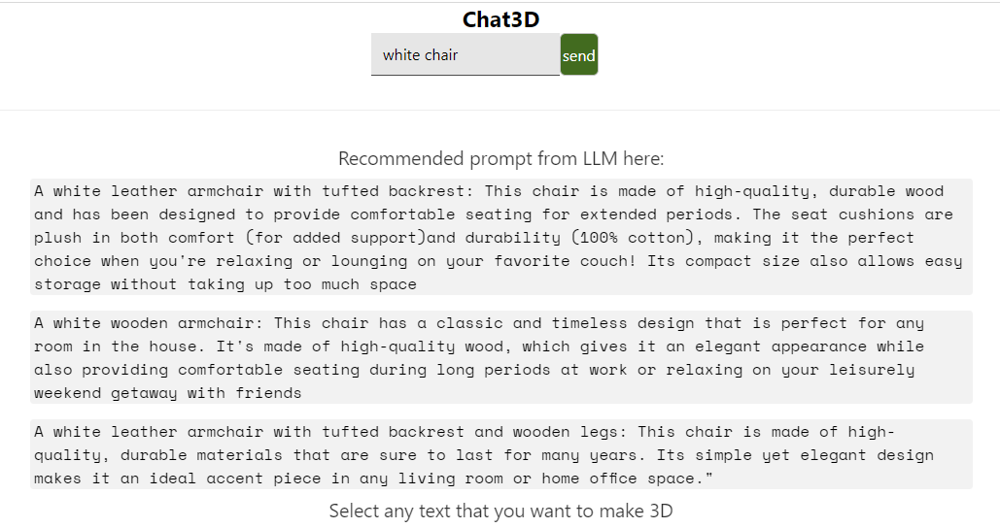 Chat3D
white chair
send
Recommended prompt from LLM here:
A white leather armchair with tufted backrest: This chair is made of high-quality, durable wood
and has been designed to provide comfortable seating for extended periods. The seat cushions are
plush in both comfort (for added support)and durability (100% cotton), making it the perfect
choice when you're relaxing or lounging on your favorite couch! Its compact size also allows easy
storage without taking up too much space
A white wooden armchair: This chair has a classic and timeless design that is perfect for any
room in the house. It's made of high-quality wood, which gives it an elegant appearance while
also providing comfortable seating during long periods at work or relaxing on your leisurely
weekend getaway with friends
A white leather armchair with tufted backrest and wooden legs: This chair is made of high-
quality, durable materials that are sure to last for many years. Its simple yet elegant design
makes it an ideal accent piece in any living room or home office space."
Select any text that you want to make 3D